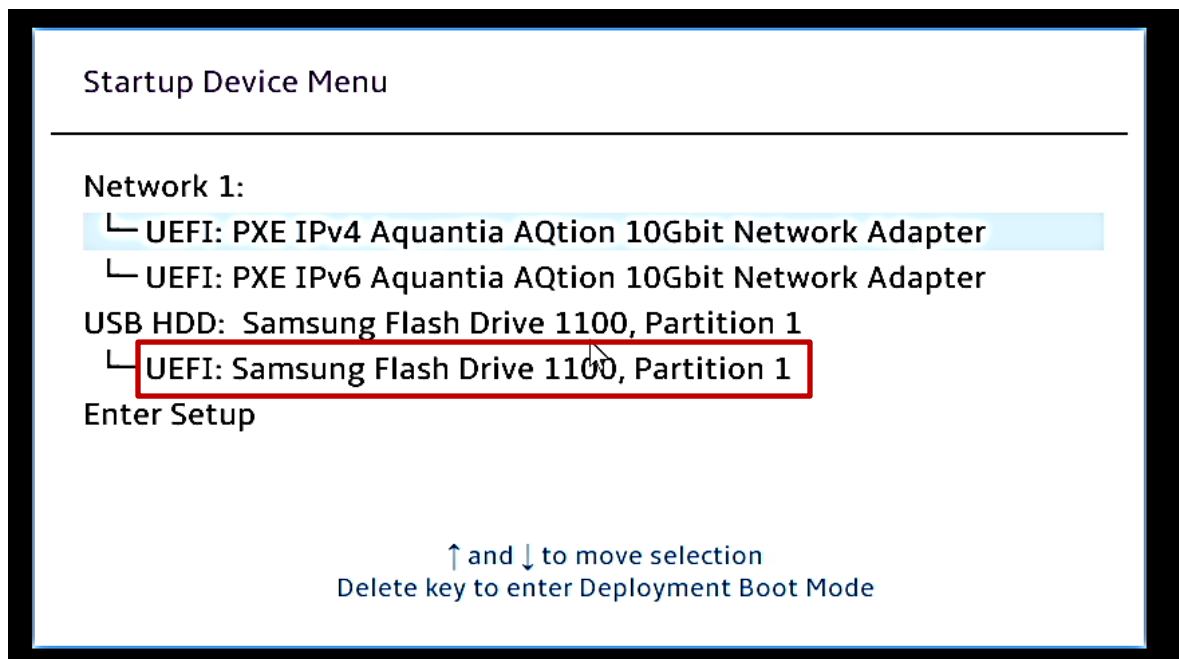 Startup Device Menu
Network 1:
UEFI: PXE IPv4 Aquantia AQtion 10Gbit Network Adapter
UEFI: PXE IPv6 Aquantia AQtion 10Gbit Network Adapter
USB HDD:  Samsung Flash Drive 1100, Partition 1
UEFI: Samsung Flash Drive 1100, Partition 1
Enter Setup
↑ and ↓ to move selection
Delete key to enter Deployment Boot Mode